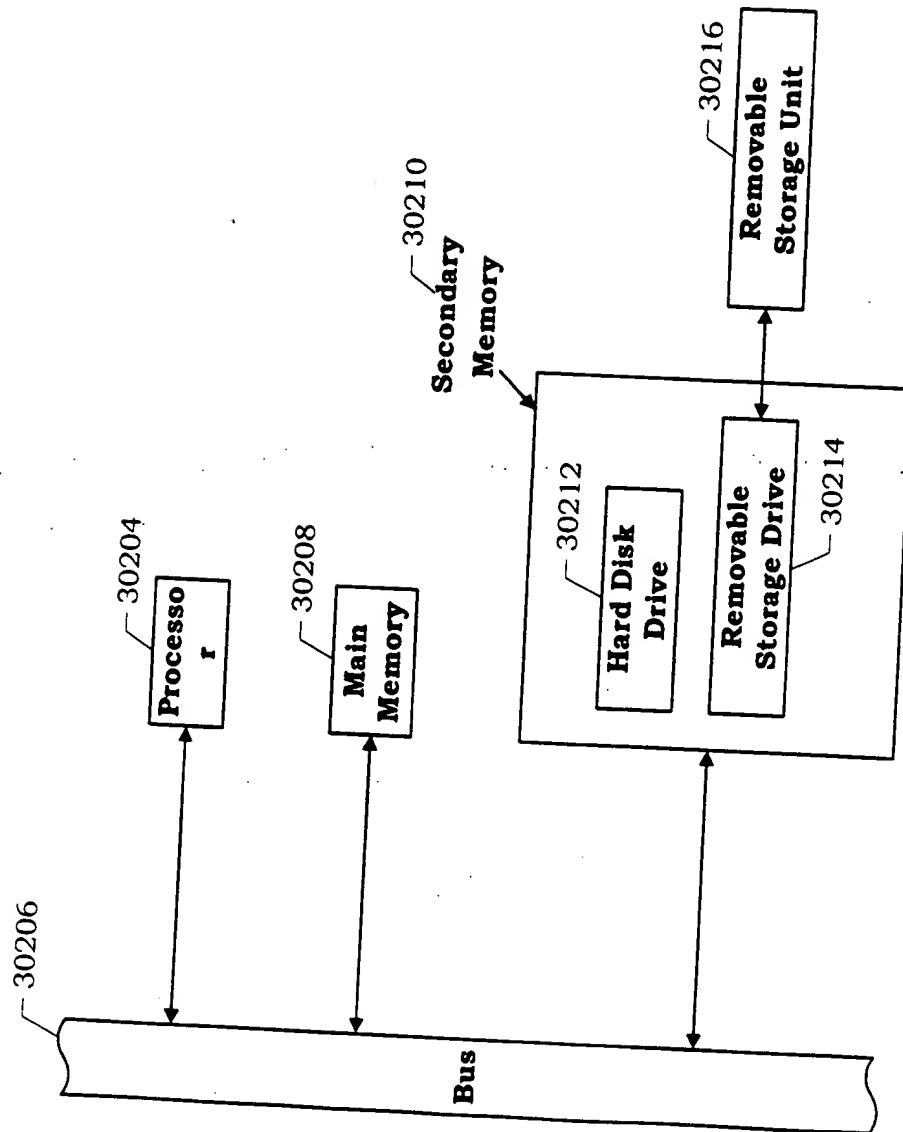 30206
Bus
30204
Processo
r
30208
Main
Memory
30210
Secondary
Memory
30212
Hard Disk
Drive
Removable
Storage Drive
30214
30216
Removable
Storage Unit